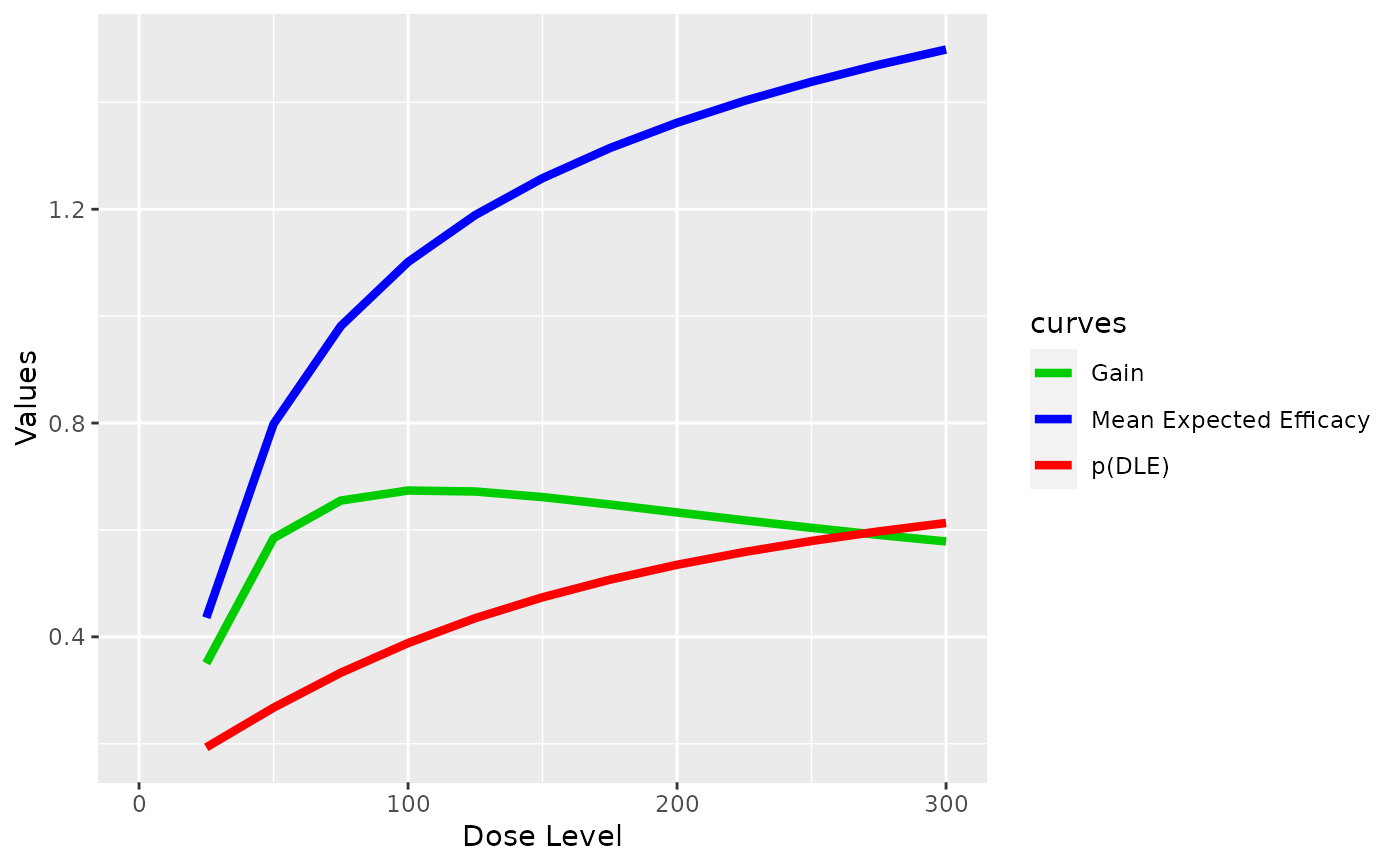 Values
1.2
0.8
0.4
0
100
200
300
Dose Level
curves
Gain
Mean Expected Efficacy
p(DLE)